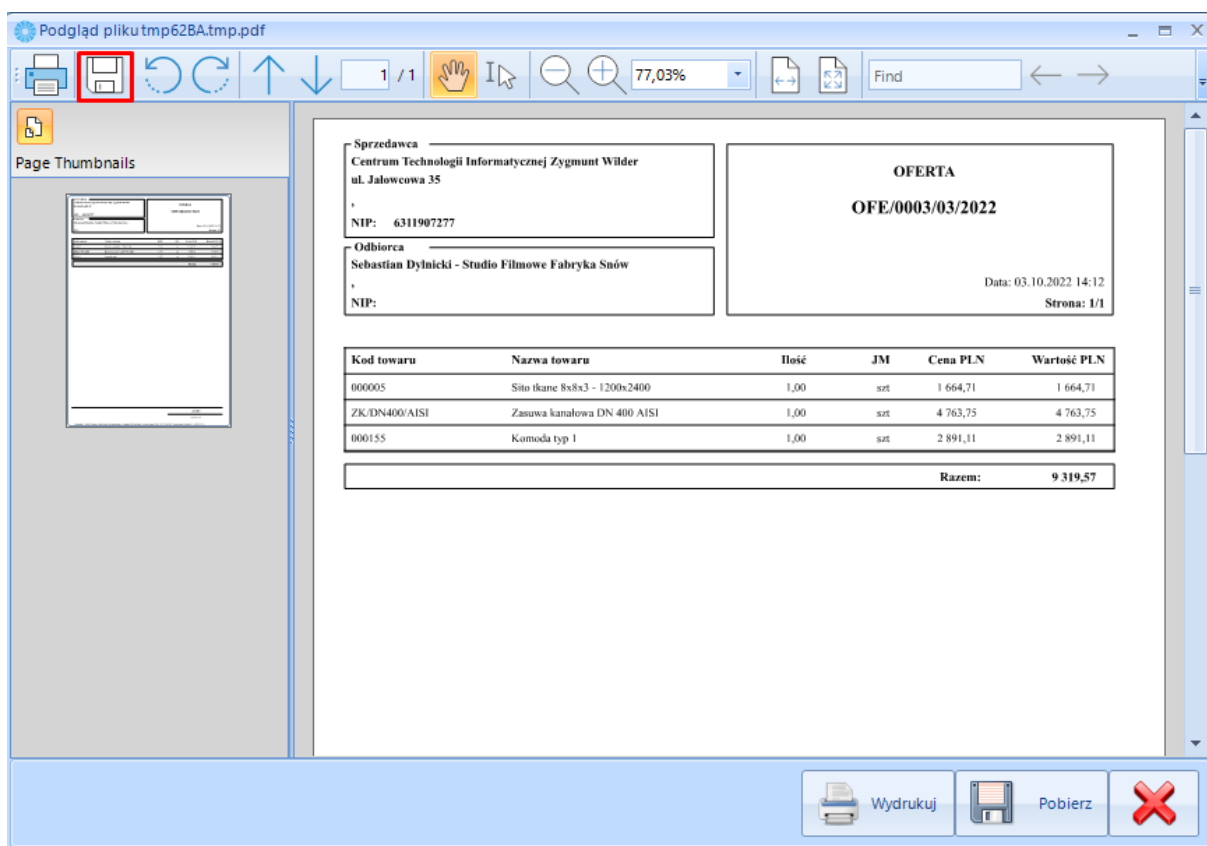 Podgląd pliku tmp62BA.tmp.pdf
1 / 1
77,03%
Find
Page Thumbnails
Sprzedawca
Centrum Technologii Informatycznej Zygmunt Wilder
ul. Jałowcowa 35
,
NIP: 6311907277
Odbiorca
Sebastian Dylnicki - Studio Filmowe Fabryka Snów
,
NIP:
OFERTA
OFE/0003/03/2022
Data: 03.10.2022 14:12
Strona: 1/1
Kod towaru Nazwa towaru Ilość JM Cena PLN Wartość PLN
000005 Sito tkane 8x8x3 - 1200x2400 1,00 szt 1 664,71 1 664,71
ZK/DN400/AISI Zasuwa kanałowa DN 400 AISI 1,00 szt 4 763,75 4 763,75
000155 Komoda typ 1 1,00 szt 2 891,11 2 891,11
Razem: 9 319,57
Wydrukuj
Pobierz